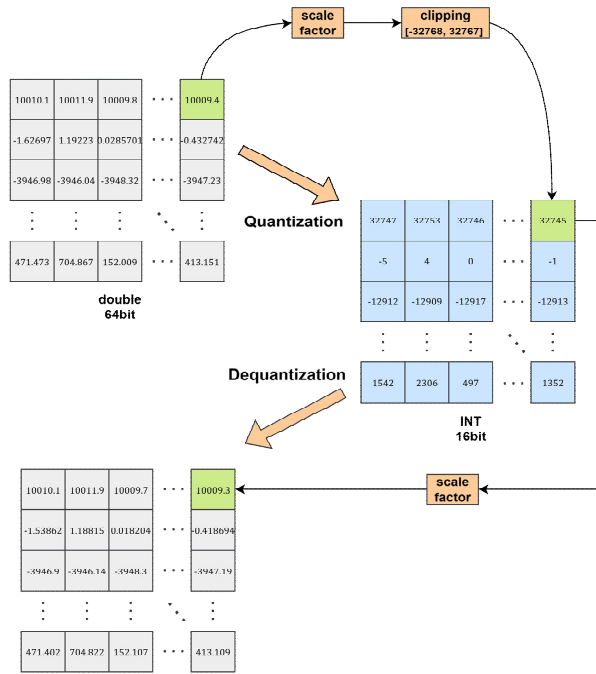 scale
factor
clipping
[-32768, 32767]
10010.1 10011.9 10009.8 ··· 10009.4
-1.62697 1.19223 0.0285701 ··· -0.432742
-3946.98 -3946.04 -3948.32 ··· -3947.23
471.473 704.867 152.009 ··· 413.151
double
64bit
Quantization
32747 32753 32746 ··· 32745
-5 4 0 ··· -1
-12912 -12909 -12917 ··· -12913
1542 2306 497 ··· 1352
INT
16bit
Dequantization
scale
factor
10010.1 10011.9 10009.7 ··· 10009.3
-1.53862 1.18815 0.018204 ··· -0.418694
-3946.9 -3946.14 -3948.3 ··· -3947.19
471.402 704.822 152.107 ··· 413.109